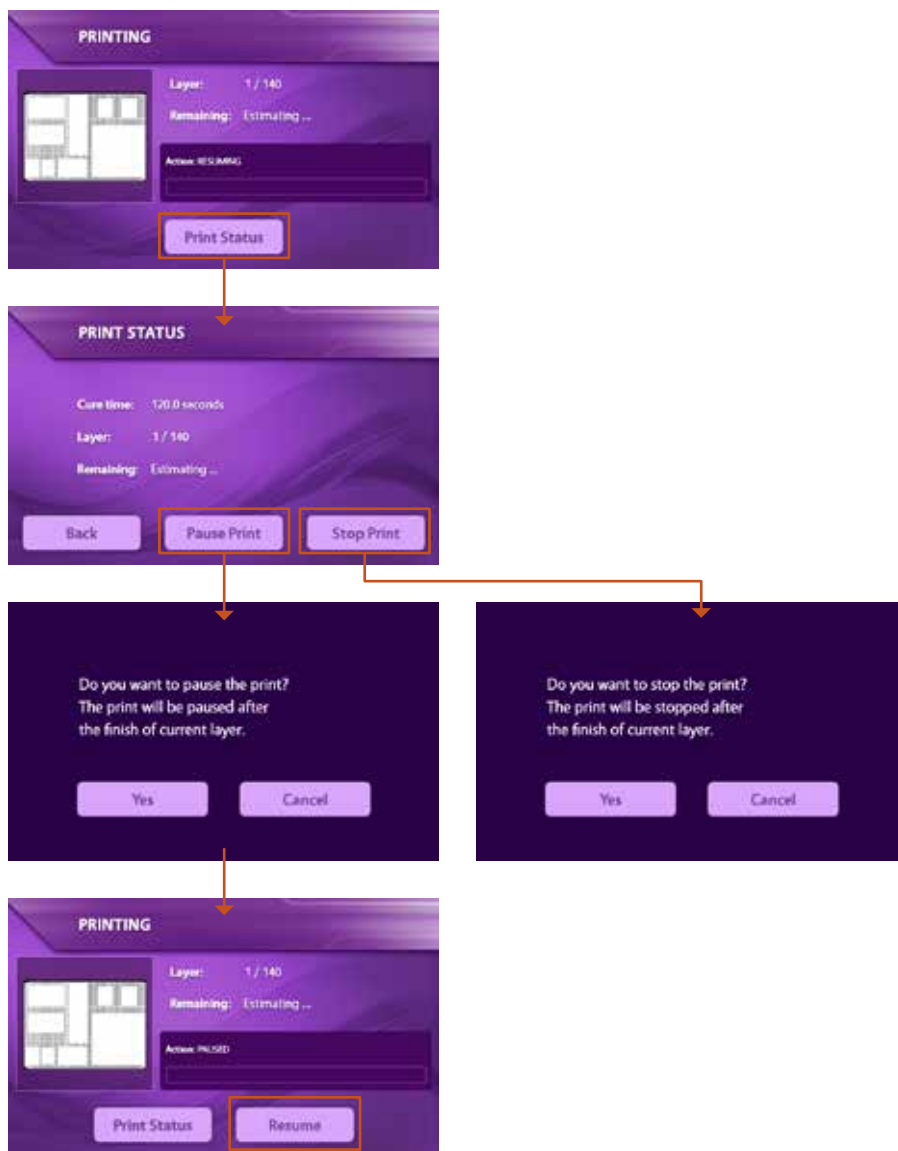 PRINTING
Layer: 1 / 140
Remaining: Estimating ...
Action: RESUMING
Print Status
PRINT STATUS
Cure time: 120.0 seconds
Layer: 1 / 140
Remaining: Estimating ...
Back Pause Print Stop Print
Do you want to pause the print?
The print will be paused after
the finish of current layer.
Yes Cancel
Do you want to stop the print?
The print will be stopped after
the finish of current layer.
Yes Cancel
PRINTING
Layer: 1 / 140
Remaining: Estimating ...
Action: PAUSED
Print Status Resume